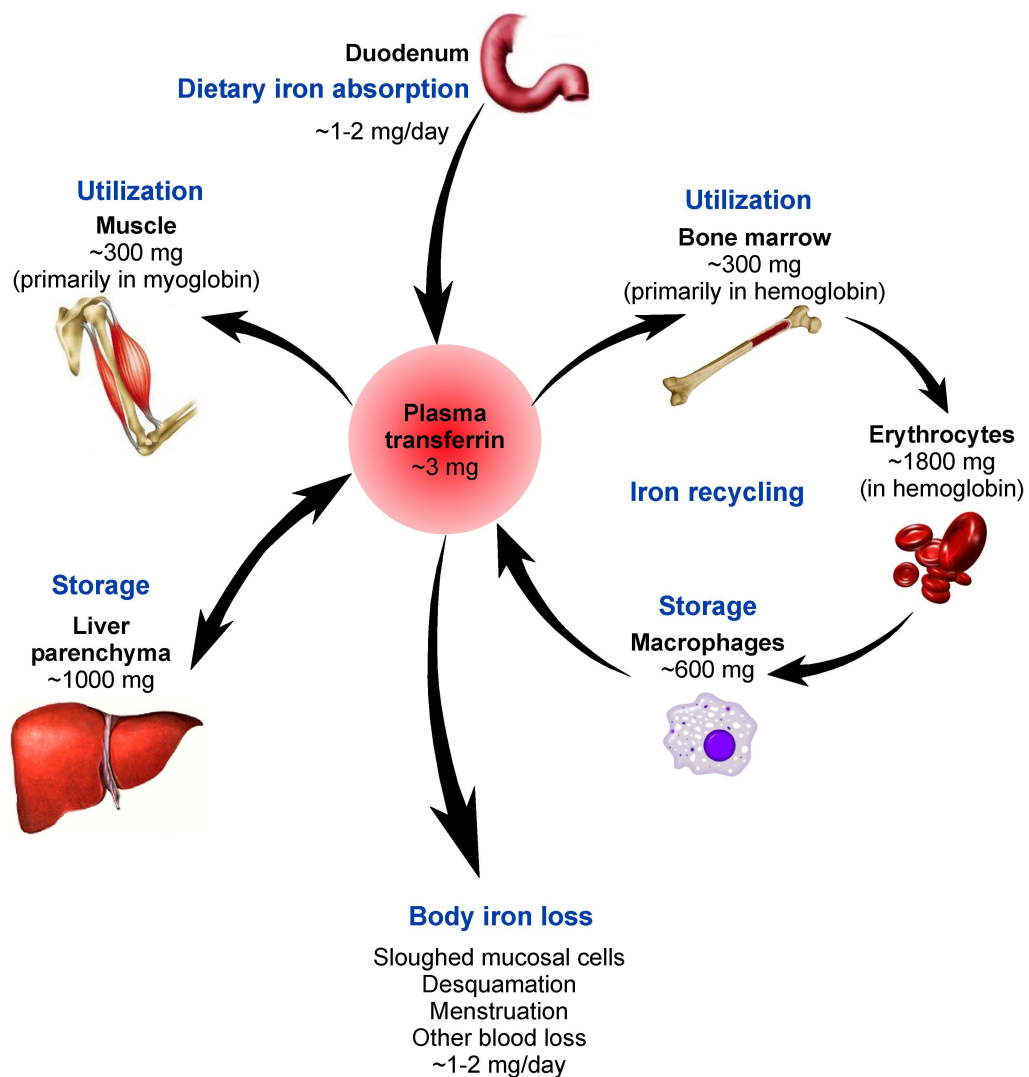 Duodenum
Dietary iron absorption
~1-2 mg/day
Utilization
Muscle
~300 mg
(primarily in myoglobin)
Utilization
Bone marrow
~300 mg
(primarily in hemoglobin)
Plasma
transferrin
~3 mg
Erythrocytes
~1800 mg
(in hemoglobin)
Iron recycling
Storage
Liver
parenchyma
~1000 mg
Storage
Macrophages
~600 mg
Body iron loss
Sloughed mucosal cells
Desquamation
Menstruation
Other blood loss
~1-2 mg/day